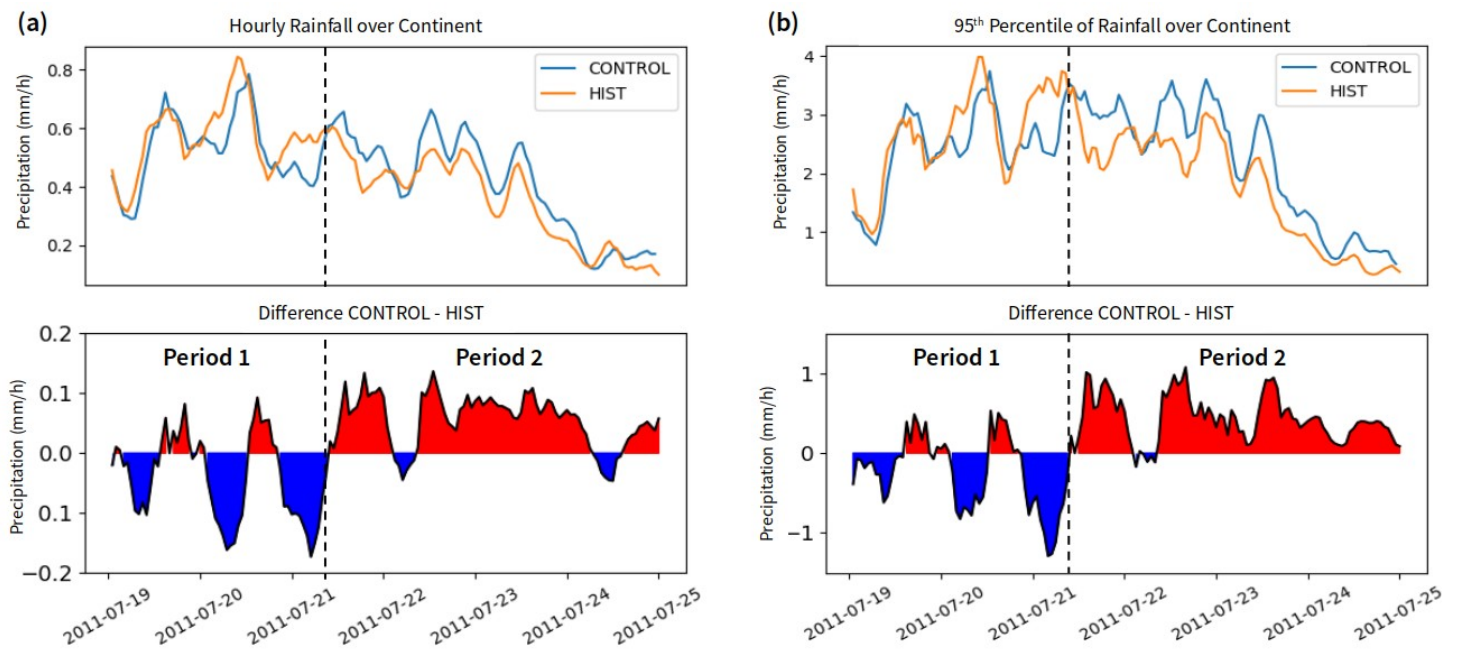 (a)
Hourly Rainfall over Continent
Precipitation (mm/h)
0.8
0.6
0.4
0.2
CONTROL
HIST
Difference CONTROL - HIST
Precipitation (mm/h)
0.2
0.1
0.0
0.1
−0.2
Period 1
Period 2
2011-07-19
2011-07-20
2011-07-21
2011-07-22
2011-07-23
2011-07-24
2011-07-25
(b)
95th Percentile of Rainfall over Continent
Precipitation (mm/h)
4
3
2
1
CONTROL
HIST
Difference CONTROL - HIST
Precipitation (mm/h)
1
0
−1
Period 1
Period 2
2011-07-19
2011-07-20
2011-07-21
2011-07-22
2011-07-23
2011-07-24
2011-07-25